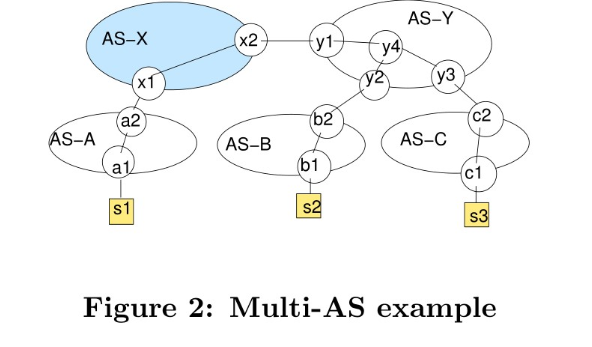 AS–X
AS–Y
x2
y1
y4
x1
y2
y3
a2
b2
c2
AS–A
AS–B
AS–C
a1
b1
c1
s1
s2
s3
Figure 2: Multi-AS example